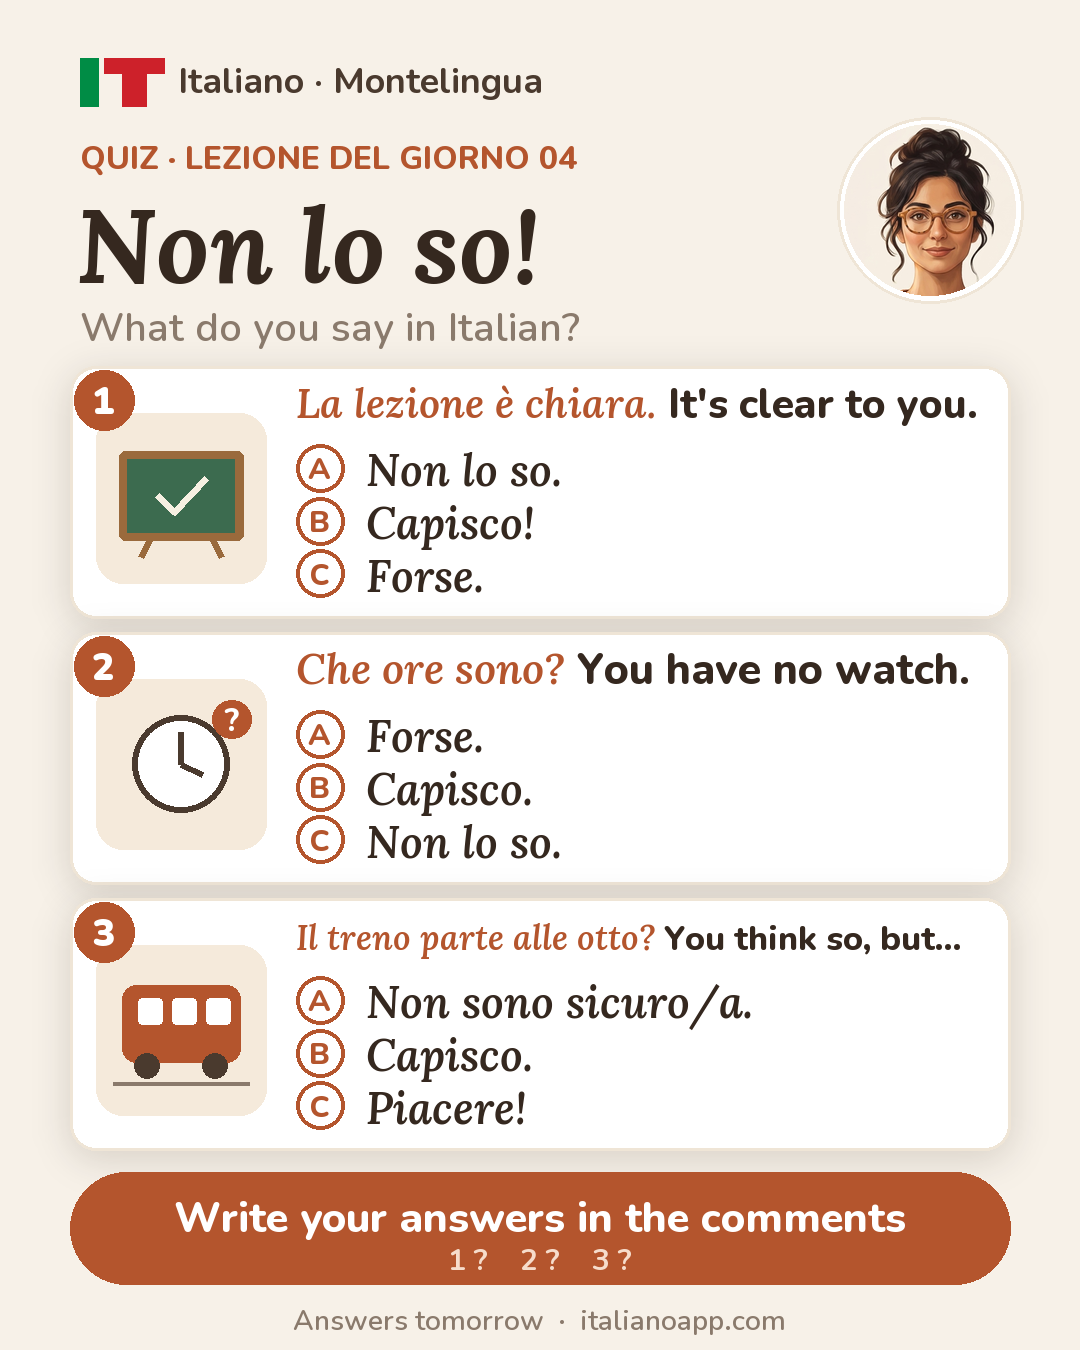 IT Italiano · Montelingua
QUIZ · LEZIONE DEL GIORNO 04
Non lo so!
What do you say in Italian?
1
La lezione è chiara. It's clear to you.
A Non lo so.
B Capisco!
C Forse.
2
Che ore sono? You have no watch.
?
A Forse.
B Capisco.
C Non lo so.
3
Il treno parte alle otto? You think so, but...
A Non sono sicuro/a.
B Capisco.
C Piacere!
Write your answers in the comments
1 ? 2 ? 3 ?
Answers tomorrow · italianoapp.com